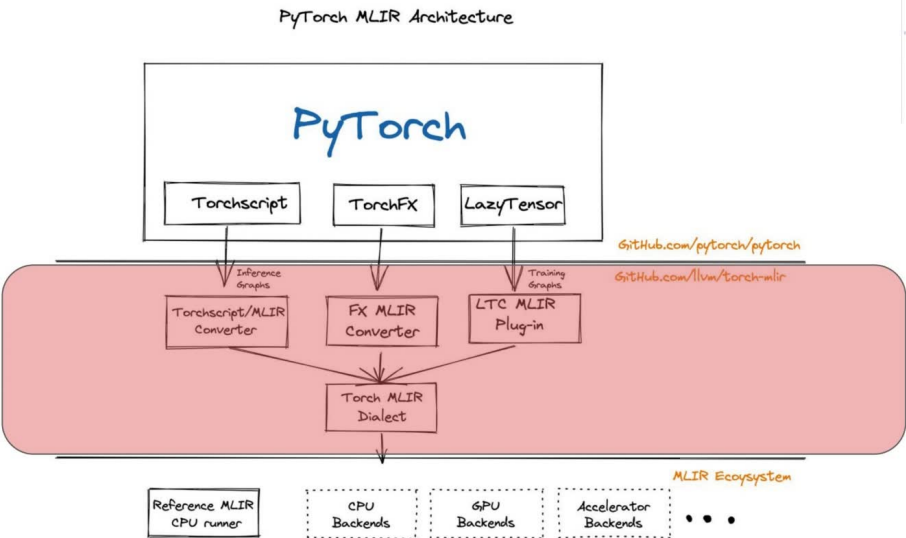 PyTorch MLIR Architecture
PyTorch
Torchscript
TorchFX
LazyTensor
GitHub.com/pytorch/pytorch
GitHub.com/llvm/torch-mlir
Inference
Graphs
Training
Graphs
Torchscript/MLIR
Converter
FX MLIR
Converter
LTC MLIR
Plug-in
Torch MLIR
Dialect
MLIR Ecoysystem
Reference MLIR
CPU runner
CPU
Backends
GPU
Backends
Accelerator
Backends
• • •